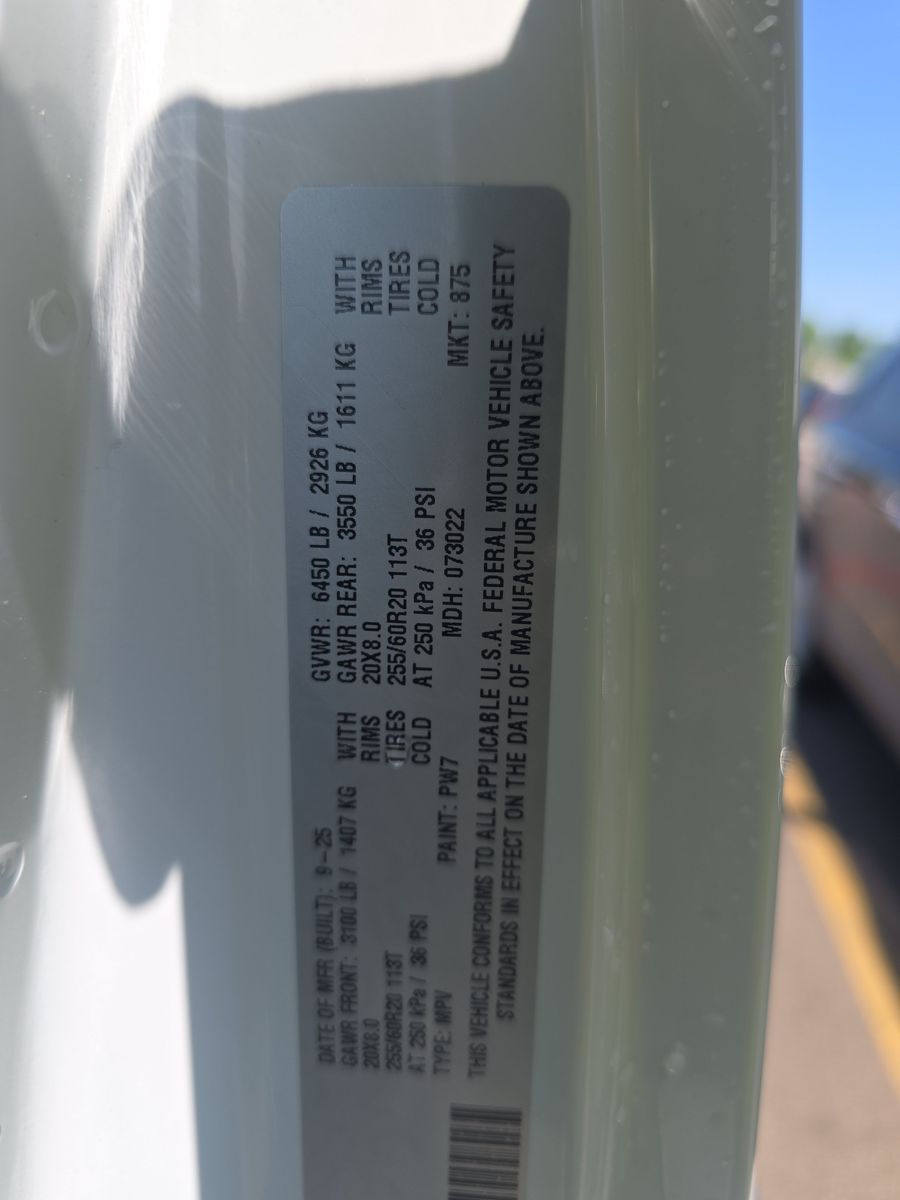 DATE OF MFR (BUILT): 9-25 GVWR: 6450 LB / 2926 KG
GAWR FRONT: 3100 LB / 1407 KG WITH GAWR REAR: 3550 LB / 1611 KG WITH
20X8.0 RIMS 20X8.0 RIMS
255/60R20 113T TIRES 255/60R20 113T TIRES
AT 250 kPa / 36 PSI COLD AT 250 kPa / 36 PSI COLD
TYPE: MPV PAINT: PW7 MDH: 073022 MKT: 875
THIS VEHICLE CONFORMS TO ALL APPLICABLE U.S.A. FEDERAL MOTOR VEHICLE SAFETY
STANDARDS IN EFFECT ON THE DATE OF MANUFACTURE SHOWN ABOVE.